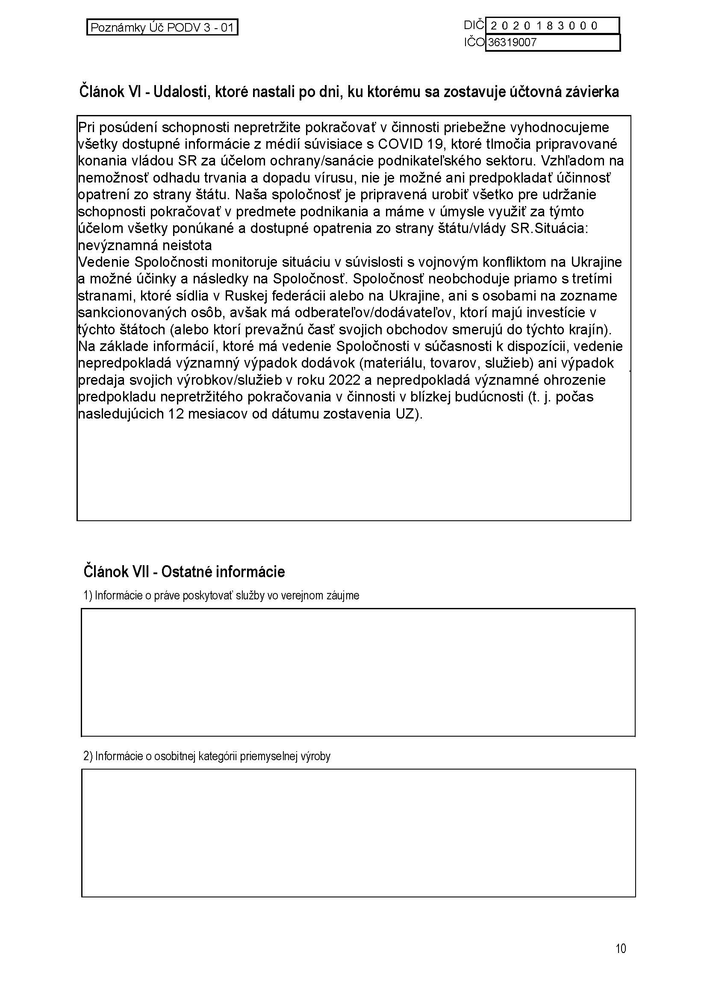 Poznámky Úč PODV 3 - 01
DIČ 2 0 2 0 1 8 3 0 0 0
IČO 36319007
Článok VI - Udalosti, ktoré nastali po dni, ku ktorému sa zostavuje účtovná závierka
Pri posúdení schopnosti nepretržite pokračovať v činnosti priebežne vyhodnocujeme
všetky dostupné informácie z médií súvisiace s COVID 19, ktoré tlmočia pripravované
konania vládou SR za účelom ochrany/sanácie podnikateľského sektoru. Vzhľadom na
nemožnosť odhadu trvania a dopadu vírusu, nie je možné ani predpokladať účinnosť
opatrení zo strany štátu. Naša spoločnosť je pripravená urobiť všetko pre udržanie
schopnosti pokračovať v predmete podnikania a máme v úmysle využiť za týmto
účelom všetky ponúkané a dostupné opatrenia zo strany štátu/vlády SR.Situácia:
nevýznamná neistota
Vedenie Spoločnosti monitoruje situáciu v súvislosti s vojnovým konfliktom na Ukrajine
a možné účinky a následky na Spoločnosť. Spoločnosť neobchoduje priamo s tretími
stranami, ktoré sídlia v Ruskej federácii alebo na Ukrajine, ani s osobami na zozname
sankcionovaných osôb, avšak má odberateľov/dodávateľov, ktorí majú investície v
týchto štátoch (alebo ktorí prevažnú časť svojich obchodov smerujú do týchto krajín).
Na základe informácií, ktoré má vedenie Spoločnosti v súčasnosti k dispozícii, vedenie
nepredpokladá významný výpadok dodávok (materiálu, tovarov, služieb) ani výpadok
predaja svojich výrobkov/služieb v roku 2022 a nepredpokladá významné ohrozenie
predpokladu nepretržitého pokračovania v činnosti v blízkej budúcnosti (t. j. počas
nasledujúcich 12 mesiacov od dátumu zostavenia UZ).
Článok VII - Ostatné informácie
1) Informácie o práve poskytovať služby vo verejnom záujme
2) Informácie o osobitnej kategórii priemyselnej výroby
10